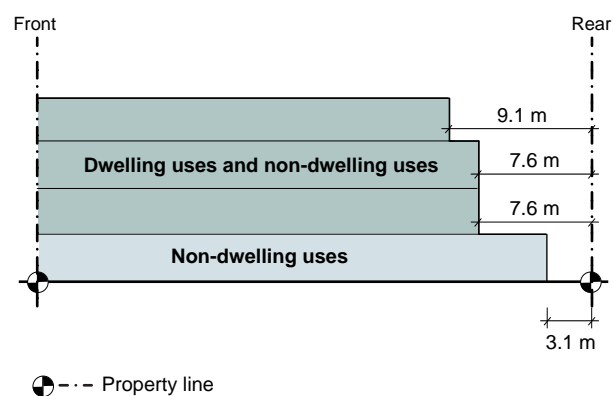 Front
Rear
9.1 m
Dwelling uses and non-dwelling uses
7.6 m
7.6 m
Non-dwelling uses
3.1 m
Property line